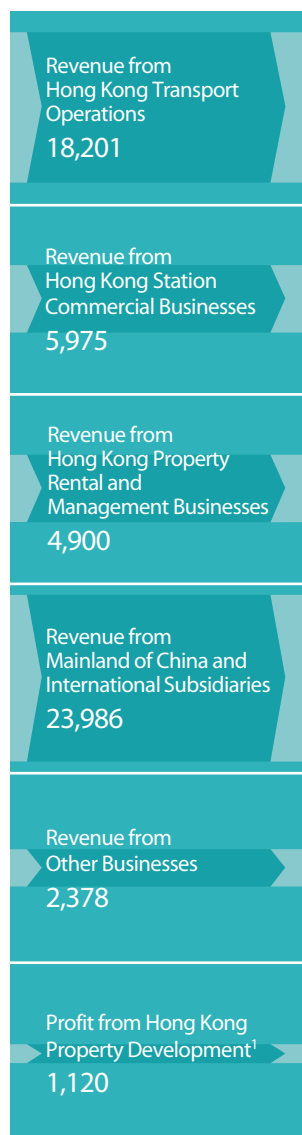 Revenue from
Hong Kong Transport
Operations
18,201
Revenue from
Hong Kong Station
Commercial Businesses
5,975
Revenue from
Hong Kong Property
Rental and
Management Businesses
4,900
Revenue from
Mainland of China and
International Subsidiaries
23,986
Revenue from
Other Businesses
2,378
Profit from Hong Kong
Property Development¹
1,120